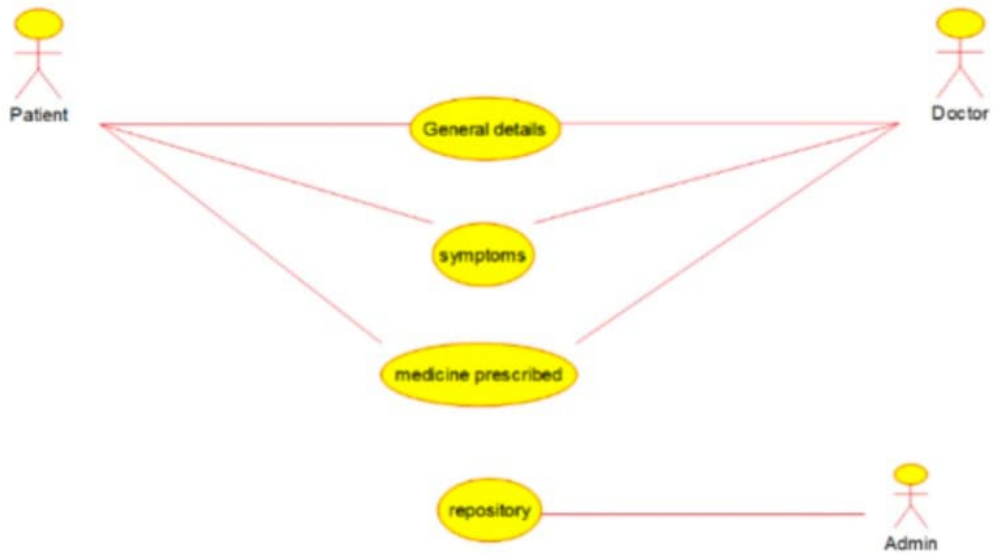 Patient
Doctor
General details
symptoms
medicine prescribed
repository
Admin